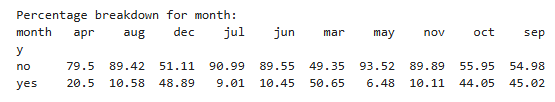 Percentage breakdown for month:
month apr aug dec jul jun mar may nov oct sep
y
no 79.5 89.42 51.11 90.99 89.55 49.35 93.52 89.89 55.95 54.98
yes 20.5 10.58 48.89 9.01 10.45 50.65 6.48 10.11 44.05 45.02